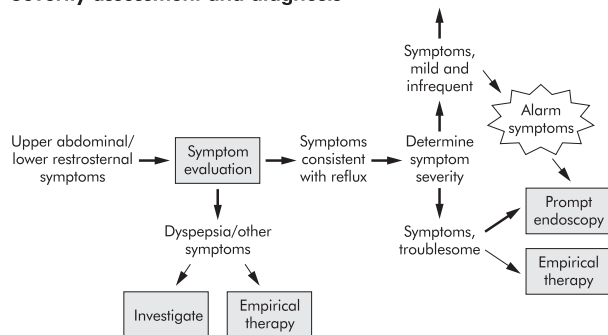 Symptoms,
mild and
infrequent
Alarm
symptoms
Upper abdominal/
lower restrosternal
symptoms
Symptom
evaluation
Symptoms
consistent
with reflux
Determine
symptom
severity
Prompt
endoscopy
Dyspepsia/other
symptoms
Symptoms,
troublesome
Empirical
therapy
Investigate
Empirical
therapy